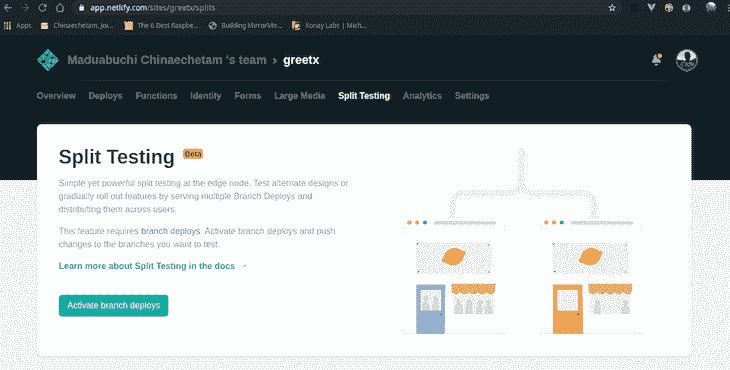 app.netlify.com/sites/greetx/splits
Apps Chinaechetam, Joi... The 6 Best Raspbe... Building MirrorMirr... Xonay Labs | Mich...
Maduabuchi Chinaechetam 's team › greetx
Overview Deploys Functions Identity Forms Large Media Split Testing Analytics Settings
Split Testing Beta
Simple yet powerful split testing at the edge node. Test alternate designs or
gradually roll out features by serving multiple Branch Deploys and
distributing them across users.
This feature requires branch deploys. Activate branch deploys and push
changes to the branches you want to test.
Learn more about Split Testing in the docs →
Activate branch deploys